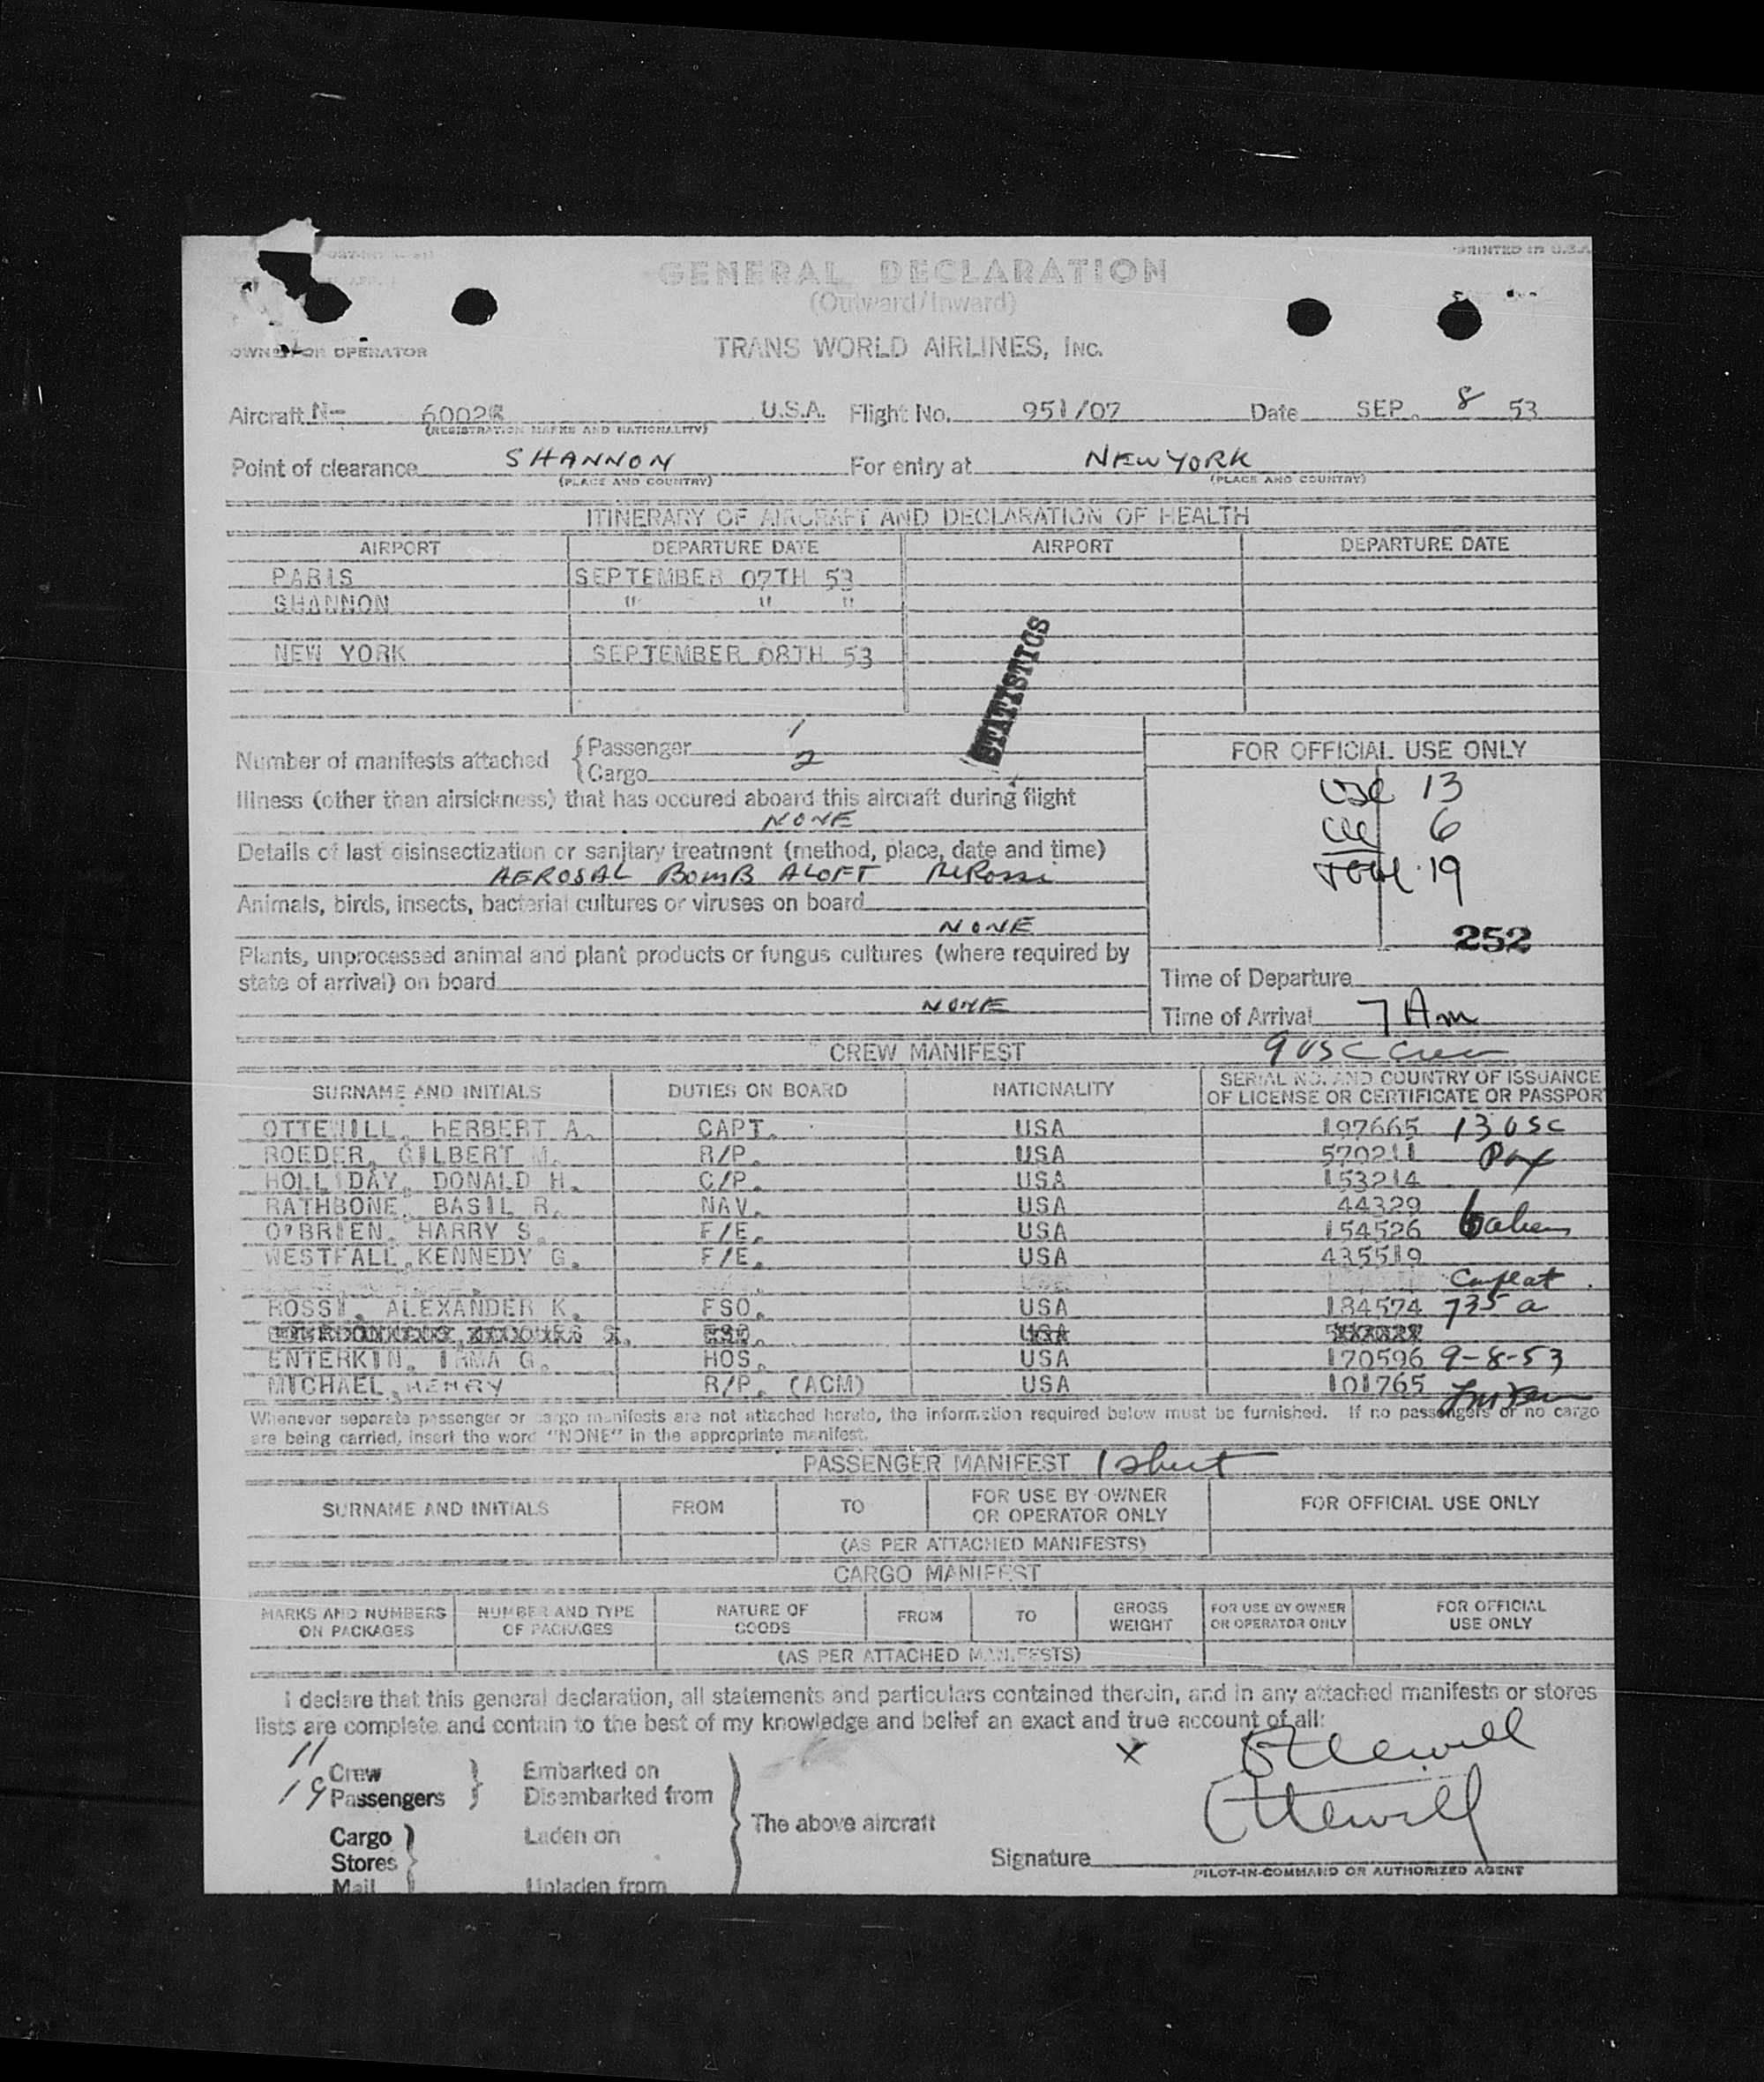 PRINTED IN U.S.A.
GENERAL DECLARATION
(Outward/Inward)
OWNER OR OPERATOR
TRANS WORLD AIRLINES, INC.
Aircraft N- 6002 U.S.A. Flight No. 951/07 Date SEP. 8 53
(REGISTRATION MARKS AND NATIONALITY)
Point of clearance SHANNON For entry at NEW YORK
(PLACE AND COUNTRY) (PLACE AND COUNTRY)
ITINERARY OF AIRCRAFT AND DECLARATION OF HEALTH
AIRPORT DEPARTURE DATE AIRPORT DEPARTURE DATE
PARIS SEPTEMBER 07TH 53
SHANNON " " "
NEW YORK SEPTEMBER 08TH 53
STATISTICS
Number of manifests attached { Passenger 1
{ Cargo 2
FOR OFFICIAL USE ONLY
USC 13
6
Total 19
252
Illness (other than airsickness) that has occured aboard this aircraft during flight
NONE
Details of last disinsectization or sanitary treatment (method, place, date and time)
AEROSAL BOMB ALOFT
Animals, birds, insects, bacterial cultures or viruses on board
NONE
Plants, unprocessed animal and plant products or fungus cultures (where required by
state of arrival) on board
NONE
Time of Departure
Time of Arrival 7 Am
CREW MANIFEST 9 USC Crew
SURNAME AND INITIALS DUTIES ON BOARD NATIONALITY SERIAL NO. AND COUNTRY OF ISSUANCE
OF LICENSE OR CERTIFICATE OR PASSPOR
OTTEWILL, HERBERT A. CAPT. USA 197665 13 USC
ROEDER, GILBERT M. R/P. USA 570211 Pax
HOLLIDAY, DONALD H. C/P. USA 153214
RATHBONE, BASIL R. NAV. USA 44329
O'BRIEN, HARRY S. F/E. USA 154526 6 aliens
WESTFALL, KENNEDY G. F/E. USA 435519
ROSSI, ALEXANDER K. FSO. USA 184574 735 a
ENTERKIN, IRMA G. HOS. USA 170596 9-8-53
MICHAEL, HENRY R/P. (ACM) USA 101765
Whenever separate passenger or cargo manifests are not attached hereto, the information required below must be furnished. If no passengers or no cargo
are being carried, insert the word "NONE" in the appropriate manifest.
PASSENGER MANIFEST 1 sheet
SURNAME AND INITIALS FROM TO FOR USE BY OWNER
OR OPERATOR ONLY FOR OFFICIAL USE ONLY
(AS PER ATTACHED MANIFESTS)
CARGO MANIFEST
MARKS AND NUMBERS
ON PACKAGES NUMBER AND TYPE
OF PACKAGES NATURE OF
GOODS FROM TO GROSS
WEIGHT FOR USE BY OWNER
OR OPERATOR ONLY FOR OFFICIAL
USE ONLY
(AS PER ATTACHED MANIFESTS)
I declare that this general declaration, all statements and particulars contained therein, and in any attached manifests or stores
lists are complete and contain to the best of my knowledge and belief an exact and true account of all:
11 Crew } Embarked on
19 Passengers } Disembarked from
The above aircraft
Cargo } Laden on
Stores
Mail Unladen from
X Ottewill
Ottewill
Signature
PILOT-IN-COMMAND OR AUTHORIZED AGENT